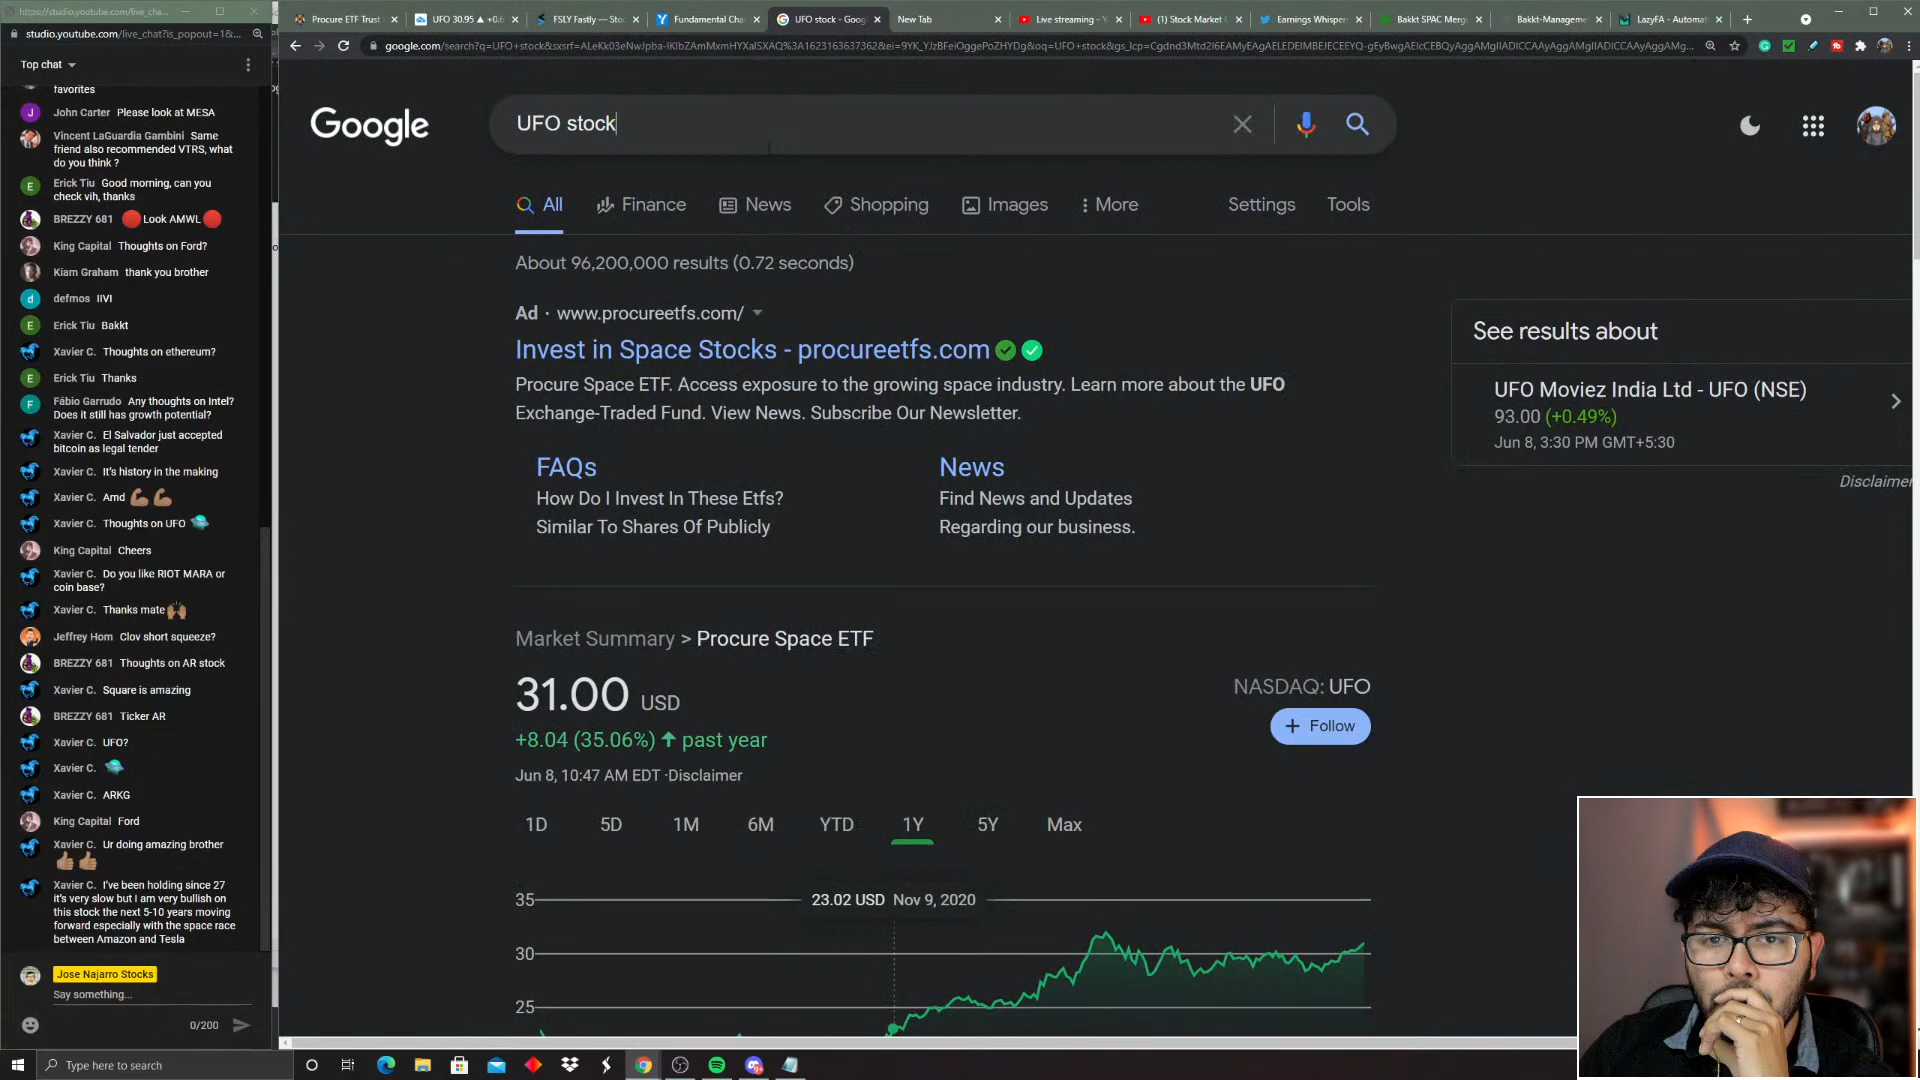 https://studio.youtube.com/live_chat?is_popout=1&...
studio.youtube.com/live_chat?is_popout=1&...
Top chat
favorites
John Carter Please look at MESA
Vincent LaGuardia Gambini Same
friend also recommended VTRS, what
do you think ?
Erick Tiu Good morning, can you
check vih, thanks
BREZZY 681 Look AMWL
King Capital Thoughts on Ford?
Kiam Graham thank you brother
defmos IIVI
Erick Tiu Bakkt
Xavier C. Thoughts on ethereum?
Erick Tiu Thanks
Fábio Garrudo Any thoughts on Intel?
Does it still has growth potential?
Xavier C. El Salvador just accepted
bitcoin as legal tender
Xavier C. It's history in the making
Xavier C. Amd
Xavier C. Thoughts on UFO
King Capital Cheers
Xavier C. Do you like RIOT MARA or
coin base?
Xavier C. Thanks mate
Jeffrey Hom Clov short squeeze?
BREZZY 681 Thoughts on AR stock
Xavier C. Square is amazing
BREZZY 681 Ticker AR
Xavier C. UFO?
Xavier C.
Xavier C. ARKG
King Capital Ford
Xavier C. Ur doing amazing brother
Xavier C. I've been holding since 27
it's very slow but I am very bullish on
this stock the next 5-10 years moving
forward especially with the space race
between Amazon and Tesla
Jose Najarro Stocks
Say something...
0/200
Procure ETF Trust
UFO 30.95 ▲ +0.6
FSLY Fastly — Sto
Fundamental Cha
UFO stock - Goog
New Tab
Live streaming - Y
(1) Stock Market
Earnings Whisper
Bakkt SPAC Merg
Bakkt-Manageme
LazyFA - Automat
Google
UFO stock
All
Finance
News
Shopping
Images
More
Settings
Tools
About 96,200,000 results (0.72 seconds)
Ad · www.procureetfs.com/
Invest in Space Stocks - procureetfs.com
Procure Space ETF. Access exposure to the growing space industry. Learn more about the UFO
Exchange-Traded Fund. View News. Subscribe Our Newsletter.
FAQs
How Do I Invest In These Etfs?
Similar To Shares Of Publicly
News
Find News and Updates
Regarding our business.
See results about
UFO Moviez India Ltd - UFO (NSE)
93.00 (+0.49%)
Jun 8, 3:30 PM GMT+5:30
Disclaimer
Market Summary > Procure Space ETF
31.00 USD
NASDAQ: UFO
+ Follow
+8.04 (35.06%) ↑ past year
Jun 8, 10:47 AM EDT ·Disclaimer
1D 5D 1M 6M YTD 1Y 5Y Max
23.02 USD Nov 9, 2020
35
30
25
Type here to search